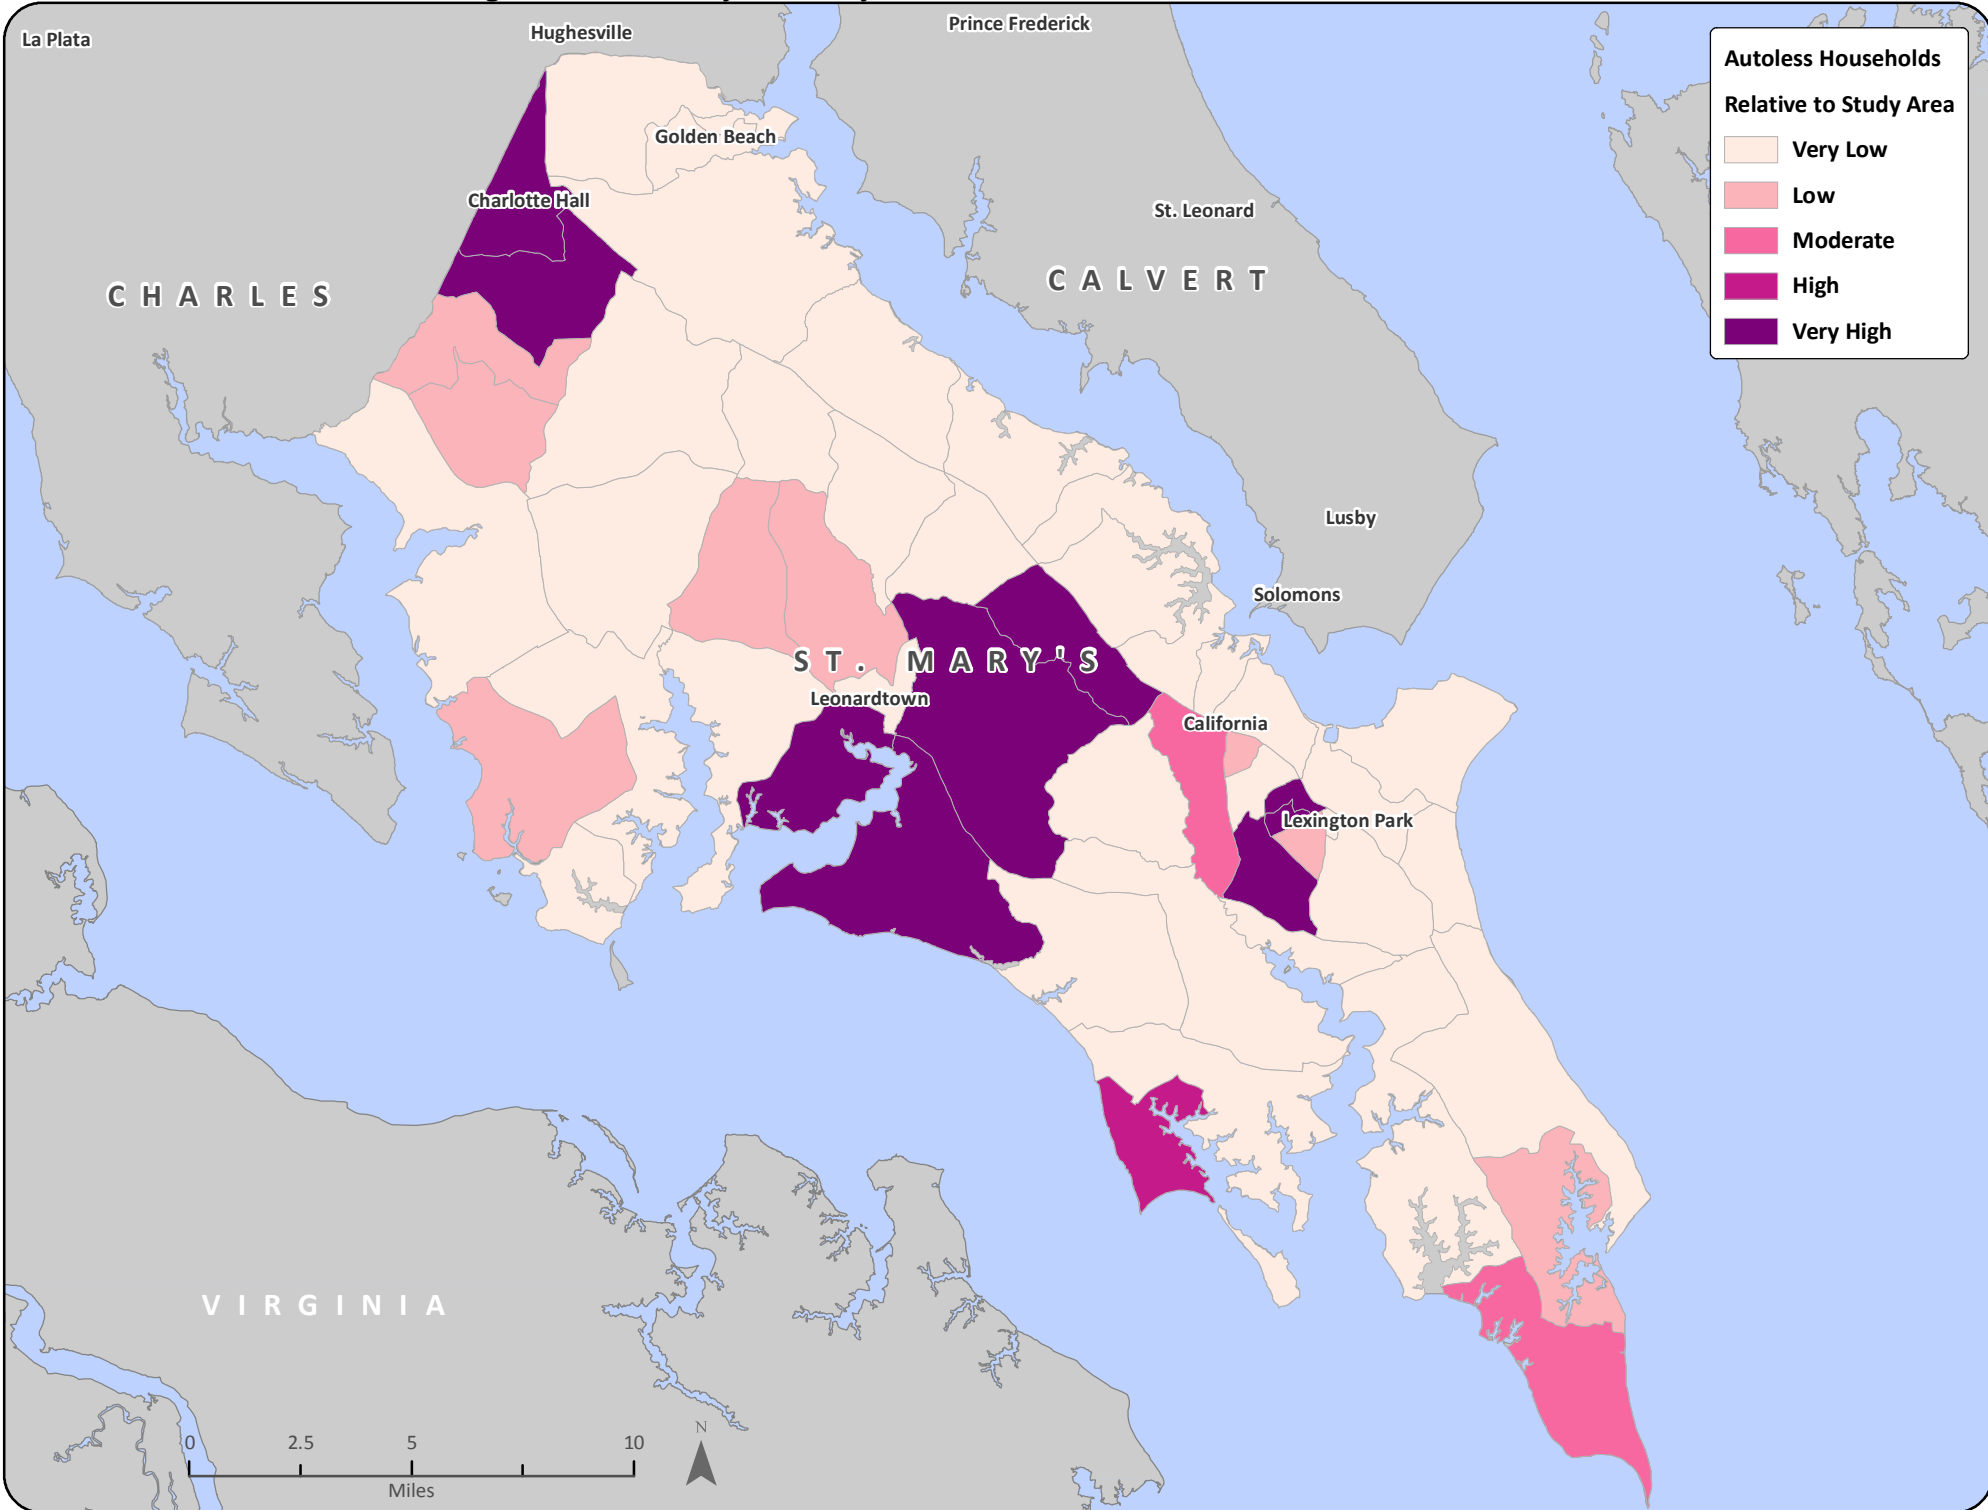 Prince Frederick
Hughesville
La Plata
Autoless Households
Relative to Study Area
Very Low
Low
Moderate
High
Very High
Golden Beach
Charlotte Hall
St. Leonard
CHARLES
CALVERT
Lusby
Solomons
ST. MARY'S
Leonardtown
California
Lexington Park
VIRGINIA
N
0 2.5 5 10
Miles